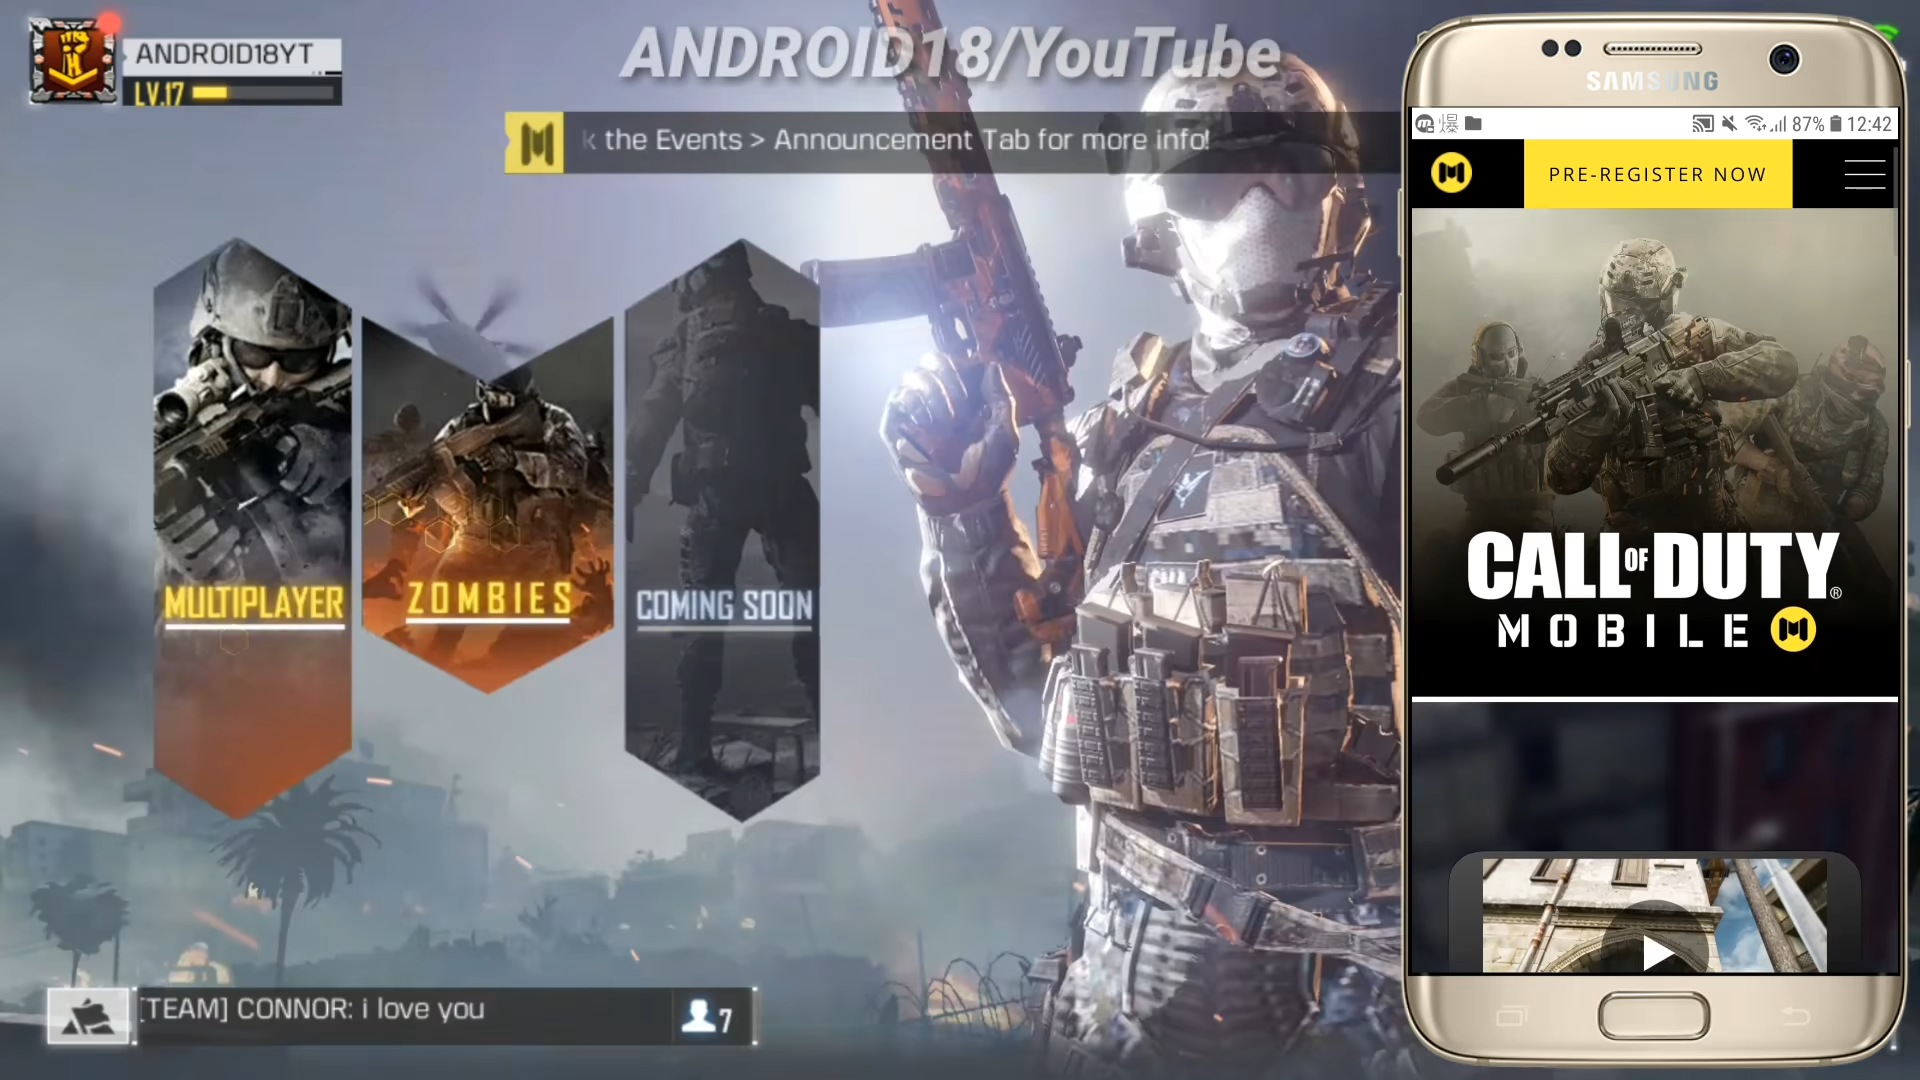 ANDROID18YT
LV.17
ANDROID18/YouTube
k the Events > Announcement Tab for more info!
MULTIPLAYER
ZOMBIES
COMING SOON
[TEAM] CONNOR: i love you
7
SAMSUNG
爆
87% 12:42
PRE-REGISTER NOW
CALL OF DUTY®
MOBILE